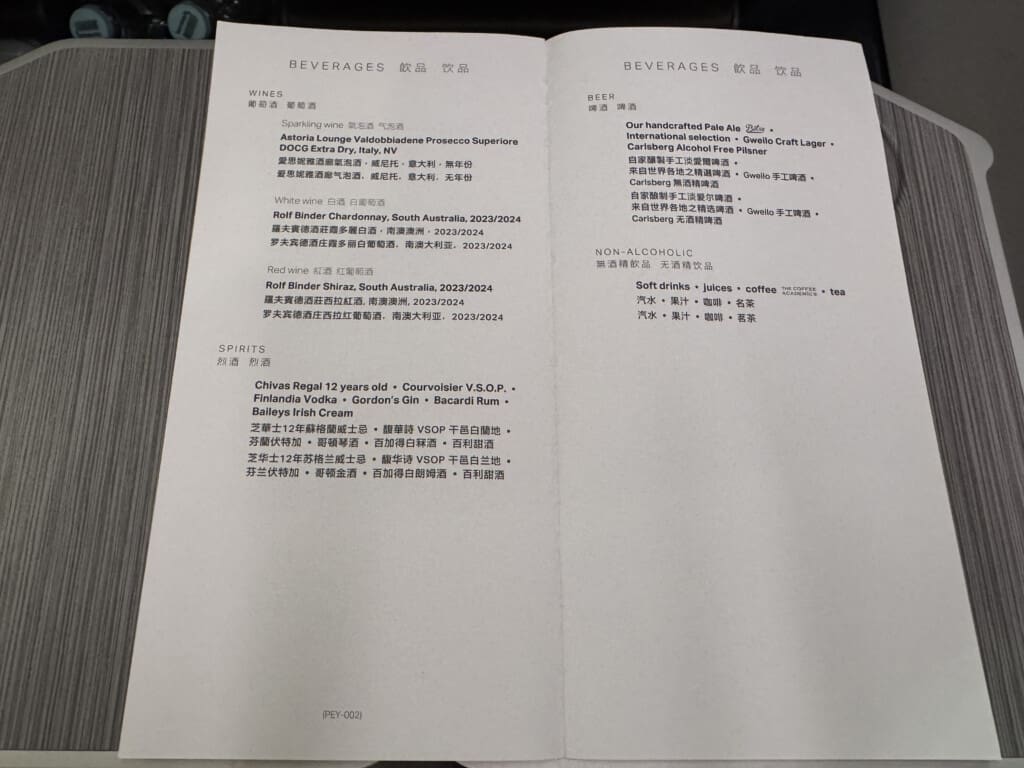 BEVERAGES 飲品 饮品
WINES
葡萄酒 葡萄酒
Sparkling wine 氣泡酒 气泡酒
Astoria Lounge Valdobbiadene Prosecco Superiore
DOCG Extra Dry, Italy, NV
愛思妮雅酒廊氣泡酒，威尼托，意大利，無年份
爱思妮雅酒廊气泡酒，威尼托，意大利，无年份
White wine 白酒 白葡萄酒
Rolf Binder Chardonnay, South Australia, 2023/2024
羅夫賓德酒莊霞多麗白酒，南澳澳洲，2023/2024
罗夫宾德酒庄霞多丽白葡萄酒，南澳大利亚，2023/2024
Red wine 紅酒 红葡萄酒
Rolf Binder Shiraz, South Australia, 2023/2024
羅夫賓德酒莊西拉紅酒, 南澳澳洲, 2023/2024
罗夫宾德酒庄西拉红葡萄酒，南澳大利亚，2023/2024
SPIRITS
烈酒 烈酒
Chivas Regal 12 years old • Courvoisier V.S.O.P. •
Finlandia Vodka • Gordon's Gin • Bacardi Rum •
Baileys Irish Cream
芝華士12年蘇格蘭威士忌 • 馥華詩 VSOP 干邑白蘭地 •
芬蘭伏特加 • 哥頓琴酒 • 百加得白冧酒 • 百利甜酒
芝华士12年苏格兰威士忌 • 馥华诗 VSOP 干邑白兰地 •
芬兰伏特加 • 哥顿金酒 • 百加得白朗姆酒 • 百利甜酒
(PEY-002)
BEVERAGES 飲品 饮品
BEER
啤酒 啤酒
Our handcrafted Pale Ale Betsy •
International selection • Gweilo Craft Lager •
Carlsberg Alcohol Free Pilsner
自家釀製手工淡愛爾啤酒 •
來自世界各地之精選啤酒 • Gweilo 手工啤酒 •
Carlsberg 無酒精啤酒
自家酿制手工淡爱尔啤酒 •
来自世界各地之精选啤酒 • Gweilo 手工啤酒 •
Carlsberg 无酒精啤酒
NON-ALCOHOLIC
無酒精飲品 无酒精饮品
Soft drinks • juices • coffee THE COFFEE ACADEMICS • tea
汽水 • 果汁 • 咖啡 • 名茶
汽水 • 果汁 • 咖啡 • 茗茶